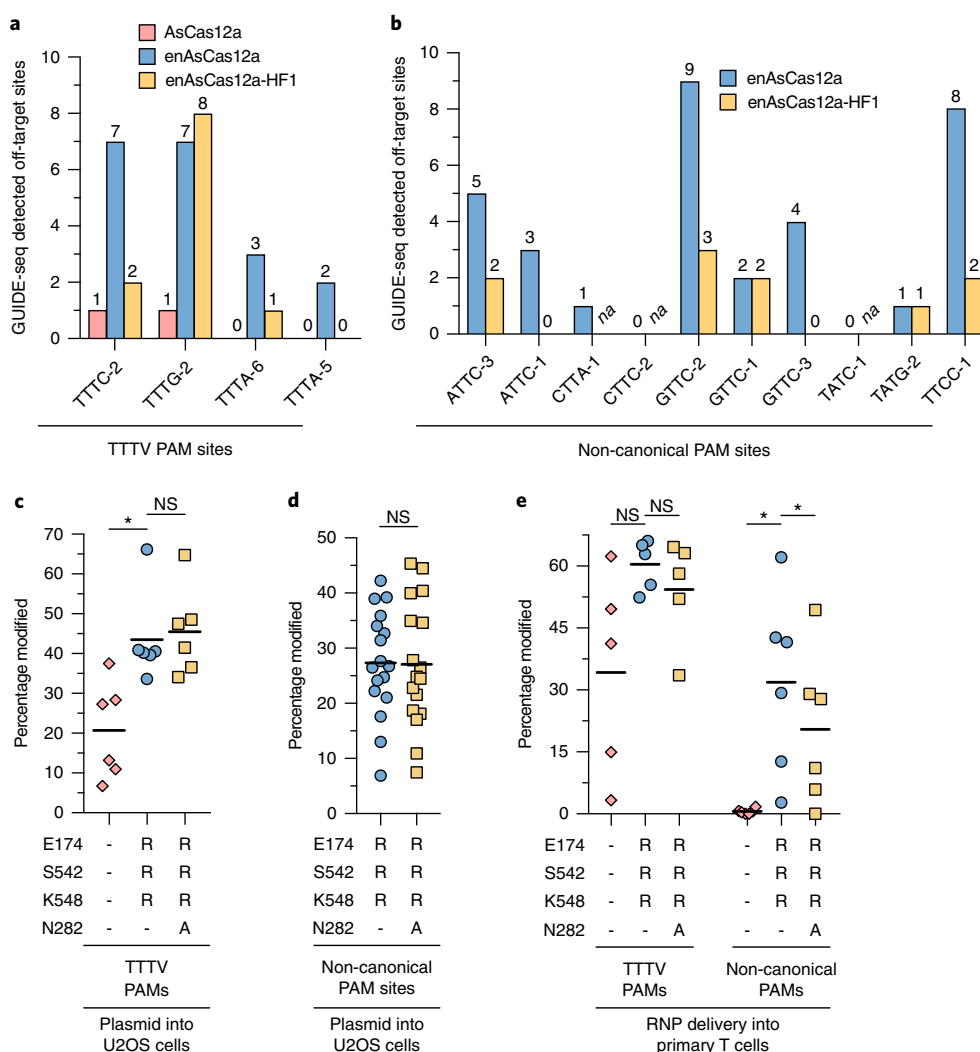 a
AsCas12a
enAsCas12a
enAsCas12a-HF1
GUIDE-seq detected off-target sites
10
8
6
4
2
0
1 7 2
1 7 8
0 3 1
0 2 0
TTTC-2 TTTG-2 TTTA-6 TTTA-5
TTTV PAM sites
b
enAsCas12a
enAsCas12a-HF1
GUIDE-seq detected off-target sites
10
8
6
4
2
0
5 2
3 0
1 na
0 na
9 3
2 2
4 0
0 na
1 1
8 2
ATTC-3 ATTC-1 CTTA-1 CTTC-2 GTTC-2 GTTC-1 GTTC-3 TATC-1 TATG-2 TTCC-1
Non-canonical PAM sites
c
NS
*
Percentage modified
70
60
50
40
30
20
10
0
E174 - R R
S542 - R R
K548 - R R
N282 - - A
TTTV
PAMs
Plasmid into
U2OS cells
d
NS
Percentage modified
50
40
30
20
10
0
E174 R R
S542 R R
K548 R R
N282 - A
Non-canonical
PAM sites
Plasmid into
U2OS cells
e
NS NS * *
Percentage modified
60
45
30
15
0
E174 - R R - R R
S542 - R R - R R
K548 - R R - R R
N282 - - A - - A
TTTV
PAMs
Non-canonical
PAMs
RNP delivery into
primary T cells